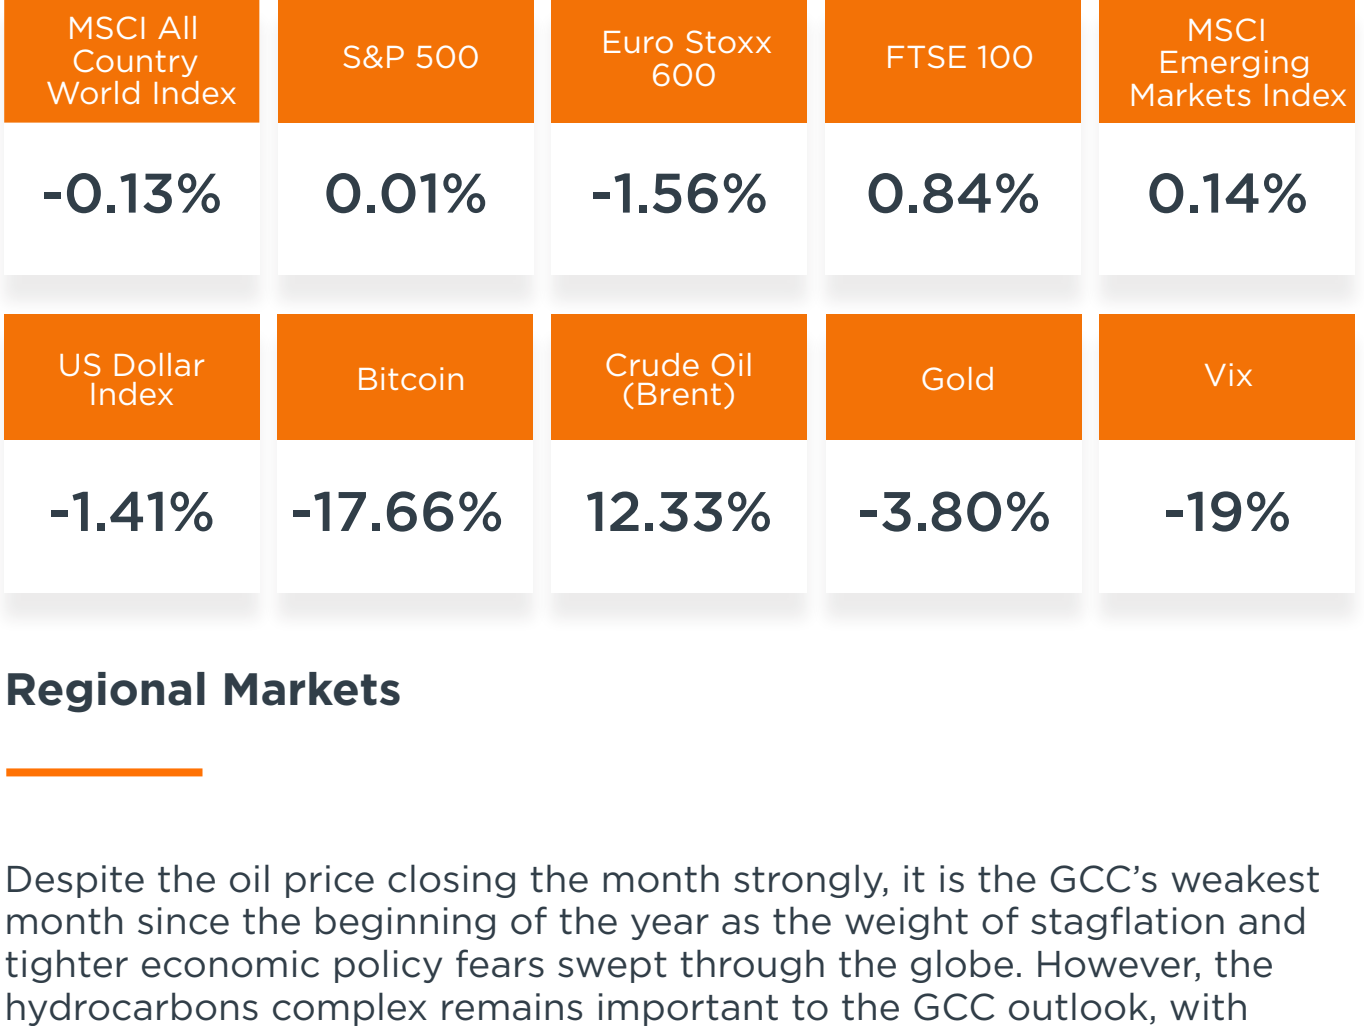 MSCI All
Country
World Index
-0.13%
S&P 500
0.01%
Euro Stoxx
600
-1.56%
FTSE 100
0.84%
MSCI
Emerging
Markets Index
0.14%
US Dollar
Index
-1.41%
Bitcoin
-17.66%
Crude Oil
(Brent)
12.33%
Gold
-3.80%
Vix
-19%
Regional Markets
Despite the oil price closing the month strongly, it is the GCC’s weakest
month since the beginning of the year as the weight of stagflation and
tighter economic policy fears swept through the globe. However, the
hydrocarbons complex remains important to the GCC outlook, with